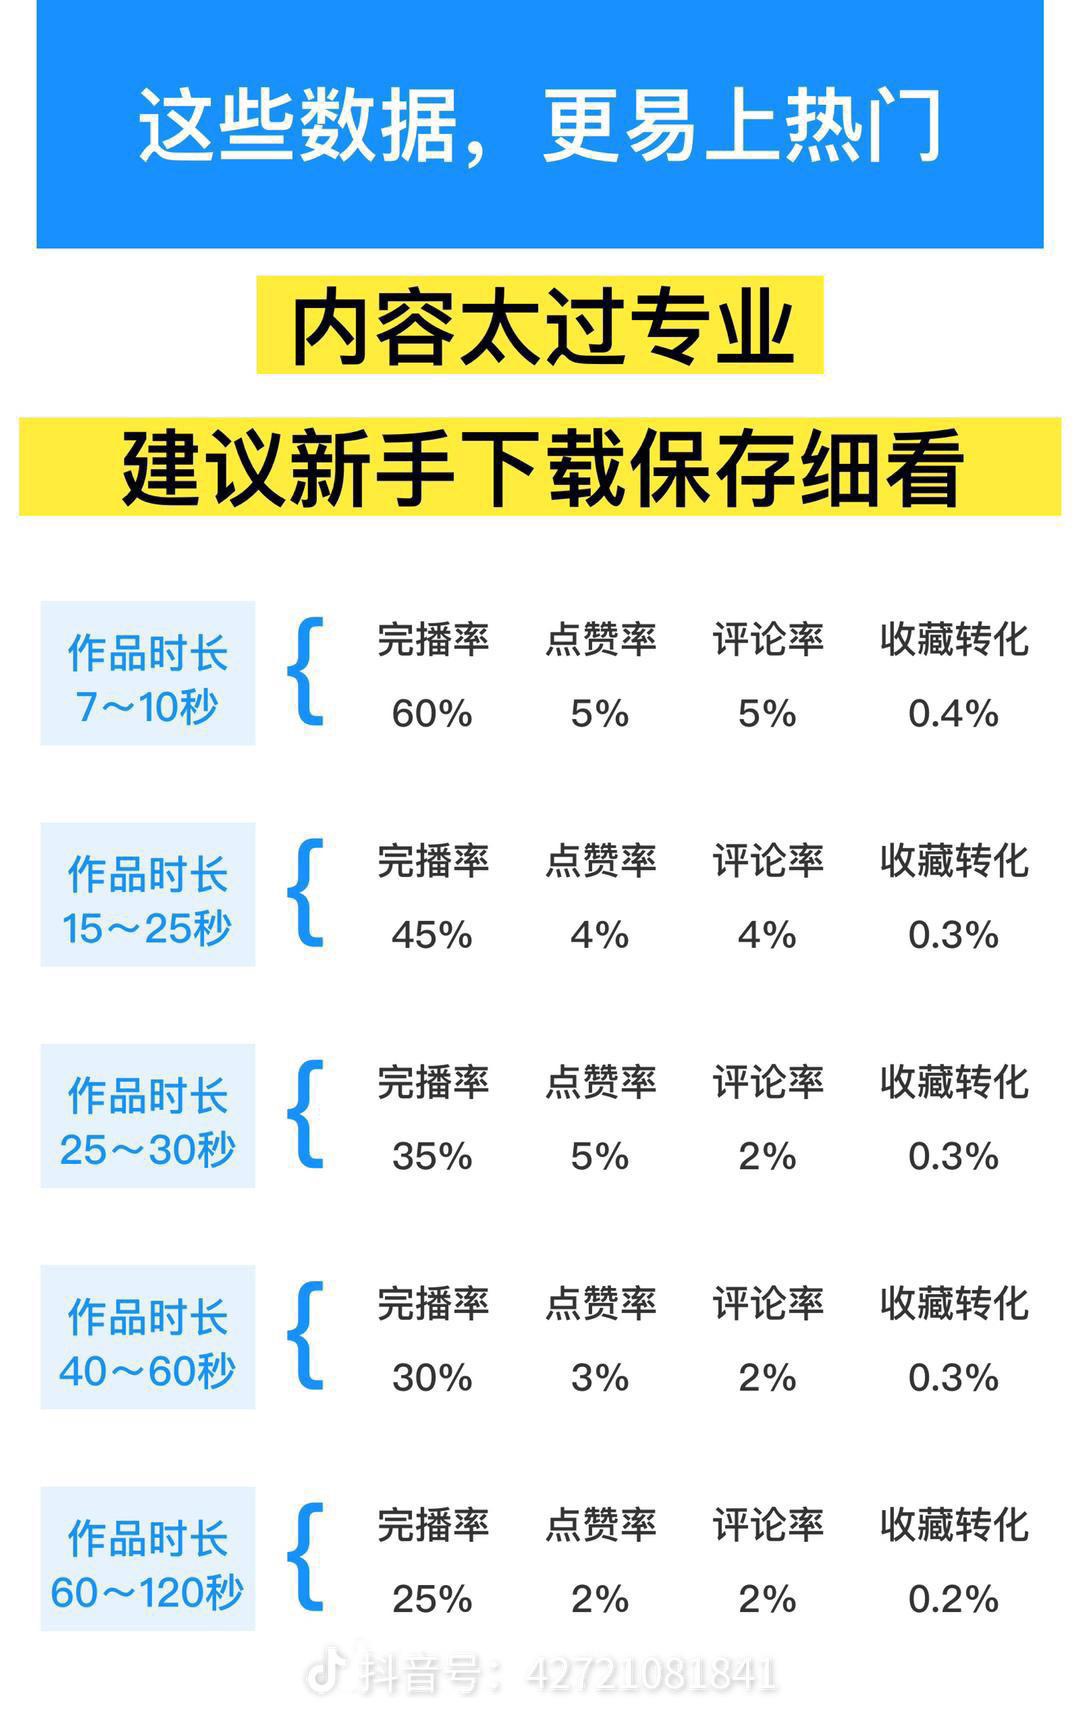 这些数据，更易上热门
内容太过专业
建议新手下载保存细看
作品时长
7～10秒
{
完播率 点赞率 评论率 收藏转化
60% 5% 5% 0.4%
作品时长
15～25秒
{
完播率 点赞率 评论率 收藏转化
45% 4% 4% 0.3%
作品时长
25～30秒
{
完播率 点赞率 评论率 收藏转化
35% 5% 2% 0.3%
作品时长
40～60秒
{
完播率 点赞率 评论率 收藏转化
30% 3% 2% 0.3%
作品时长
60～120秒
{
完播率 点赞率 评论率 收藏转化
25% 2% 2% 0.2%
抖音号：42721081841